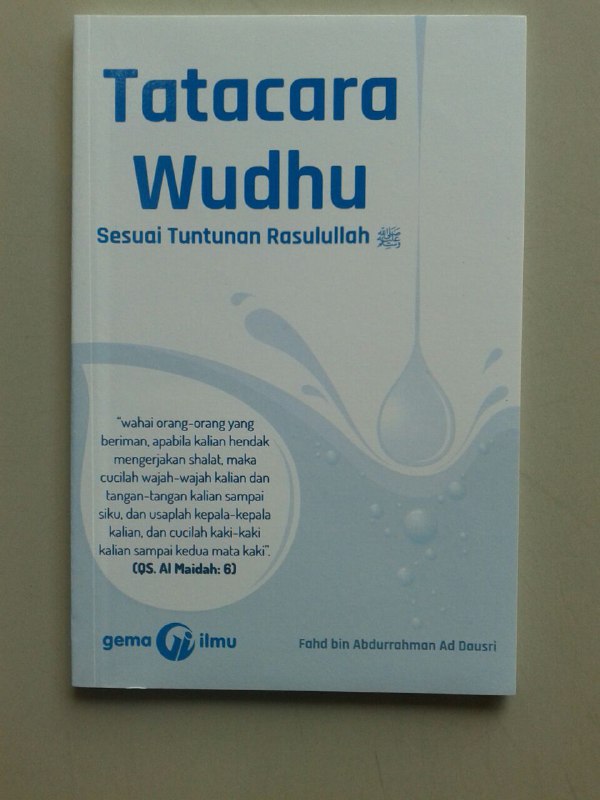 Tatacara
Wudhu
Sesuai Tuntunan Rasulullah ﷺ
"wahai orang-orang yang
beriman, apabila kalian hendak
mengerjakan shalat, maka
cucilah wajah-wajah kalian dan
tangan-tangan kalian sampai
siku, dan usaplah kepala-kepala
kalian, dan cucilah kaki-kaki
kalian sampai kedua mata kaki".
(QS. Al Maidah: 6)
gema Gi ilmu
Fahd bin Abdurrahman Ad Dausri